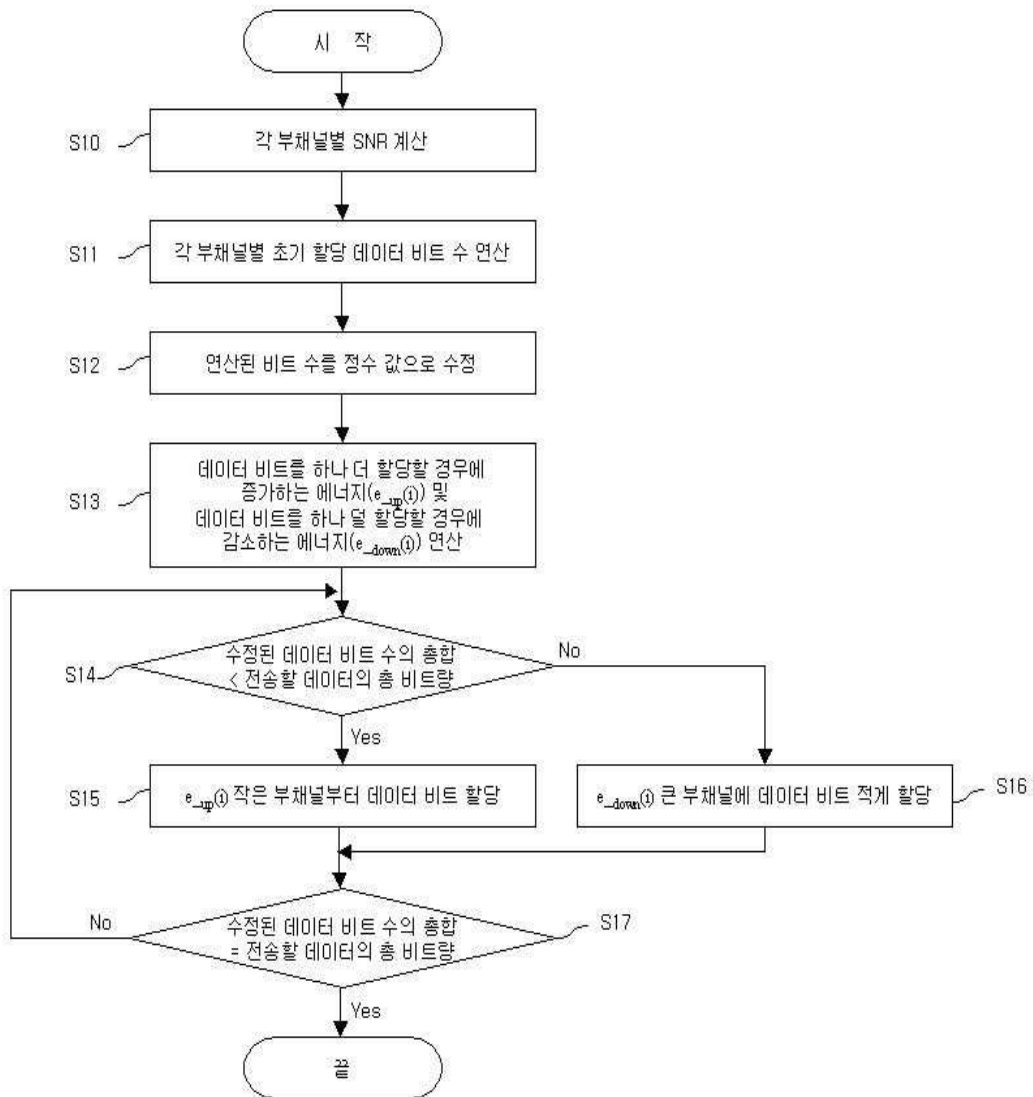 시 작
S10
각 부채널별 SNR 계산
S11
각 부채널별 초기 할당 데이터 비트 수 연산
S12
연산된 비트 수를 정수 값으로 수정
S13
데이터 비트를 하나 더 할당할 경우에
증가하는 에너지(e_up(i)) 및
데이터 비트를 하나 덜 할당할 경우에
감소하는 에너지(e_down(i)) 연산
S14
수정된 데이터 비트 수의 총합
< 전송할 데이터의 총 비트량
No
Yes
S15
e_up(i) 작은 부채널부터 데이터 비트 할당
e_down(i) 큰 부채널에 데이터 비트 적게 할당
S16
No
수정된 데이터 비트 수의 총합
= 전송할 데이터의 총 비트량
S17
Yes
끝